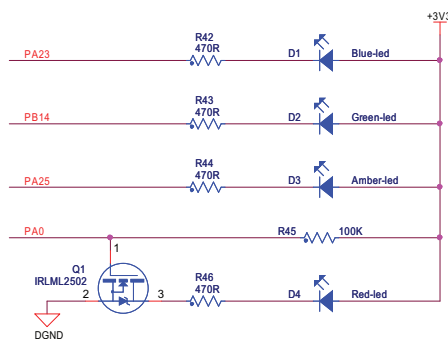 +3V3
R42
PA23
470R
D1
Blue-led
R43
PB14
470R
D2
Green-led
R44
PA25
470R
D3
Amber-led
PA0
R45
100K
1
Q1
IRLML2502
R46
2
3
470R
D4
Red-led
DGND